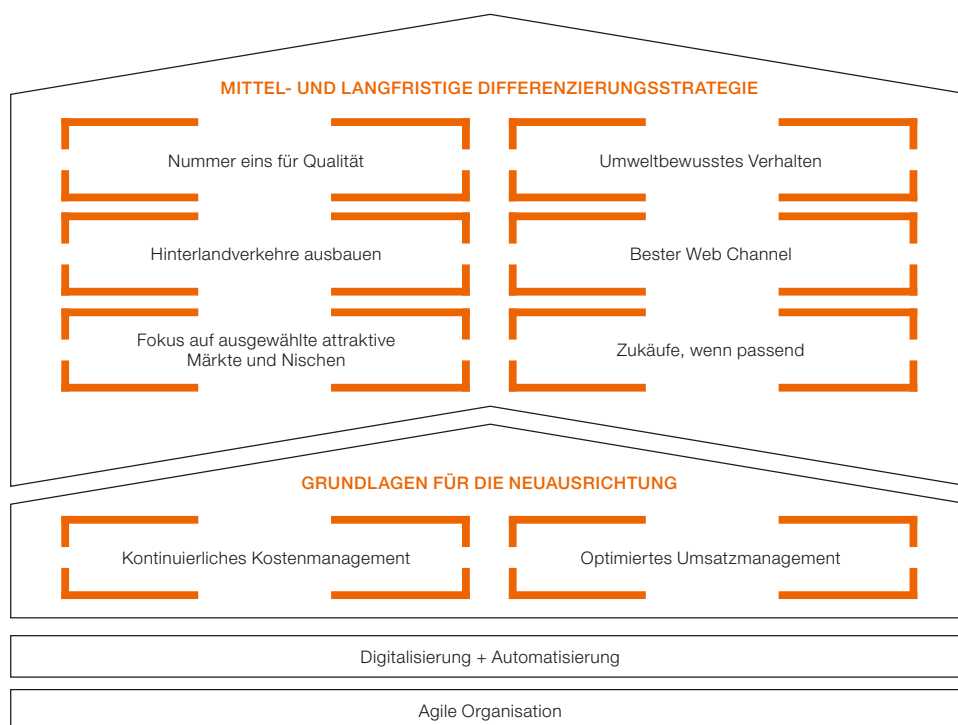 MITTEL- UND LANGFRISTIGE DIFFERENZIERUNGSSTRATEGIE
Nummer eins für Qualität
Umweltbewusstes Verhalten
Hinterlandverkehre ausbauen
Bester Web Channel
Fokus auf ausgewählte attraktive
Märkte und Nischen
Zukäufe, wenn passend
GRUNDLAGEN FÜR DIE NEUAUSRICHTUNG
Kontinuierliches Kostenmanagement
Optimiertes Umsatzmanagement
Digitalisierung + Automatisierung
Agile Organisation